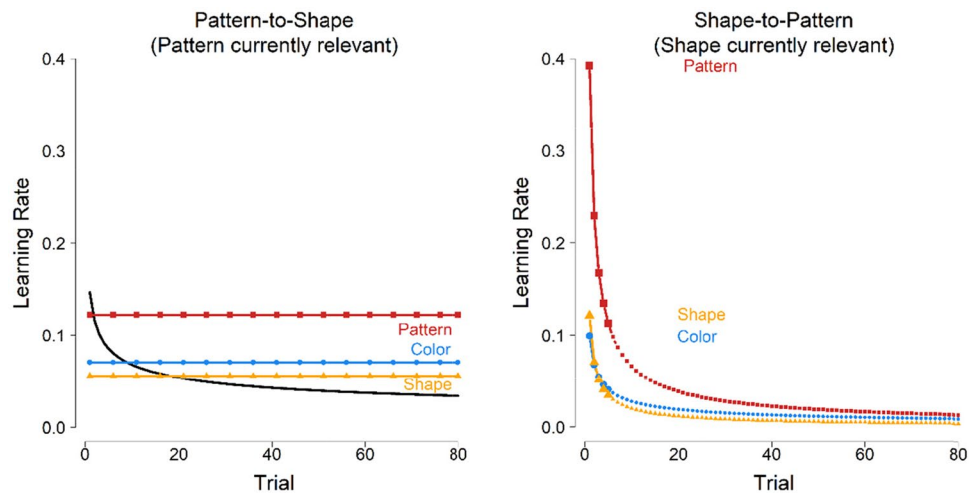 Pattern-to-Shape
(Pattern currently relevant)
0.4
0.3
0.2
0.1
0.0
Learning Rate
Pattern
Color
Shape
0
20
40
60
80
Trial
Shape-to-Pattern
(Shape currently relevant)
0.4
0.3
0.2
0.1
0.0
Learning Rate
Pattern
Shape
Color
0
20
40
60
80
Trial